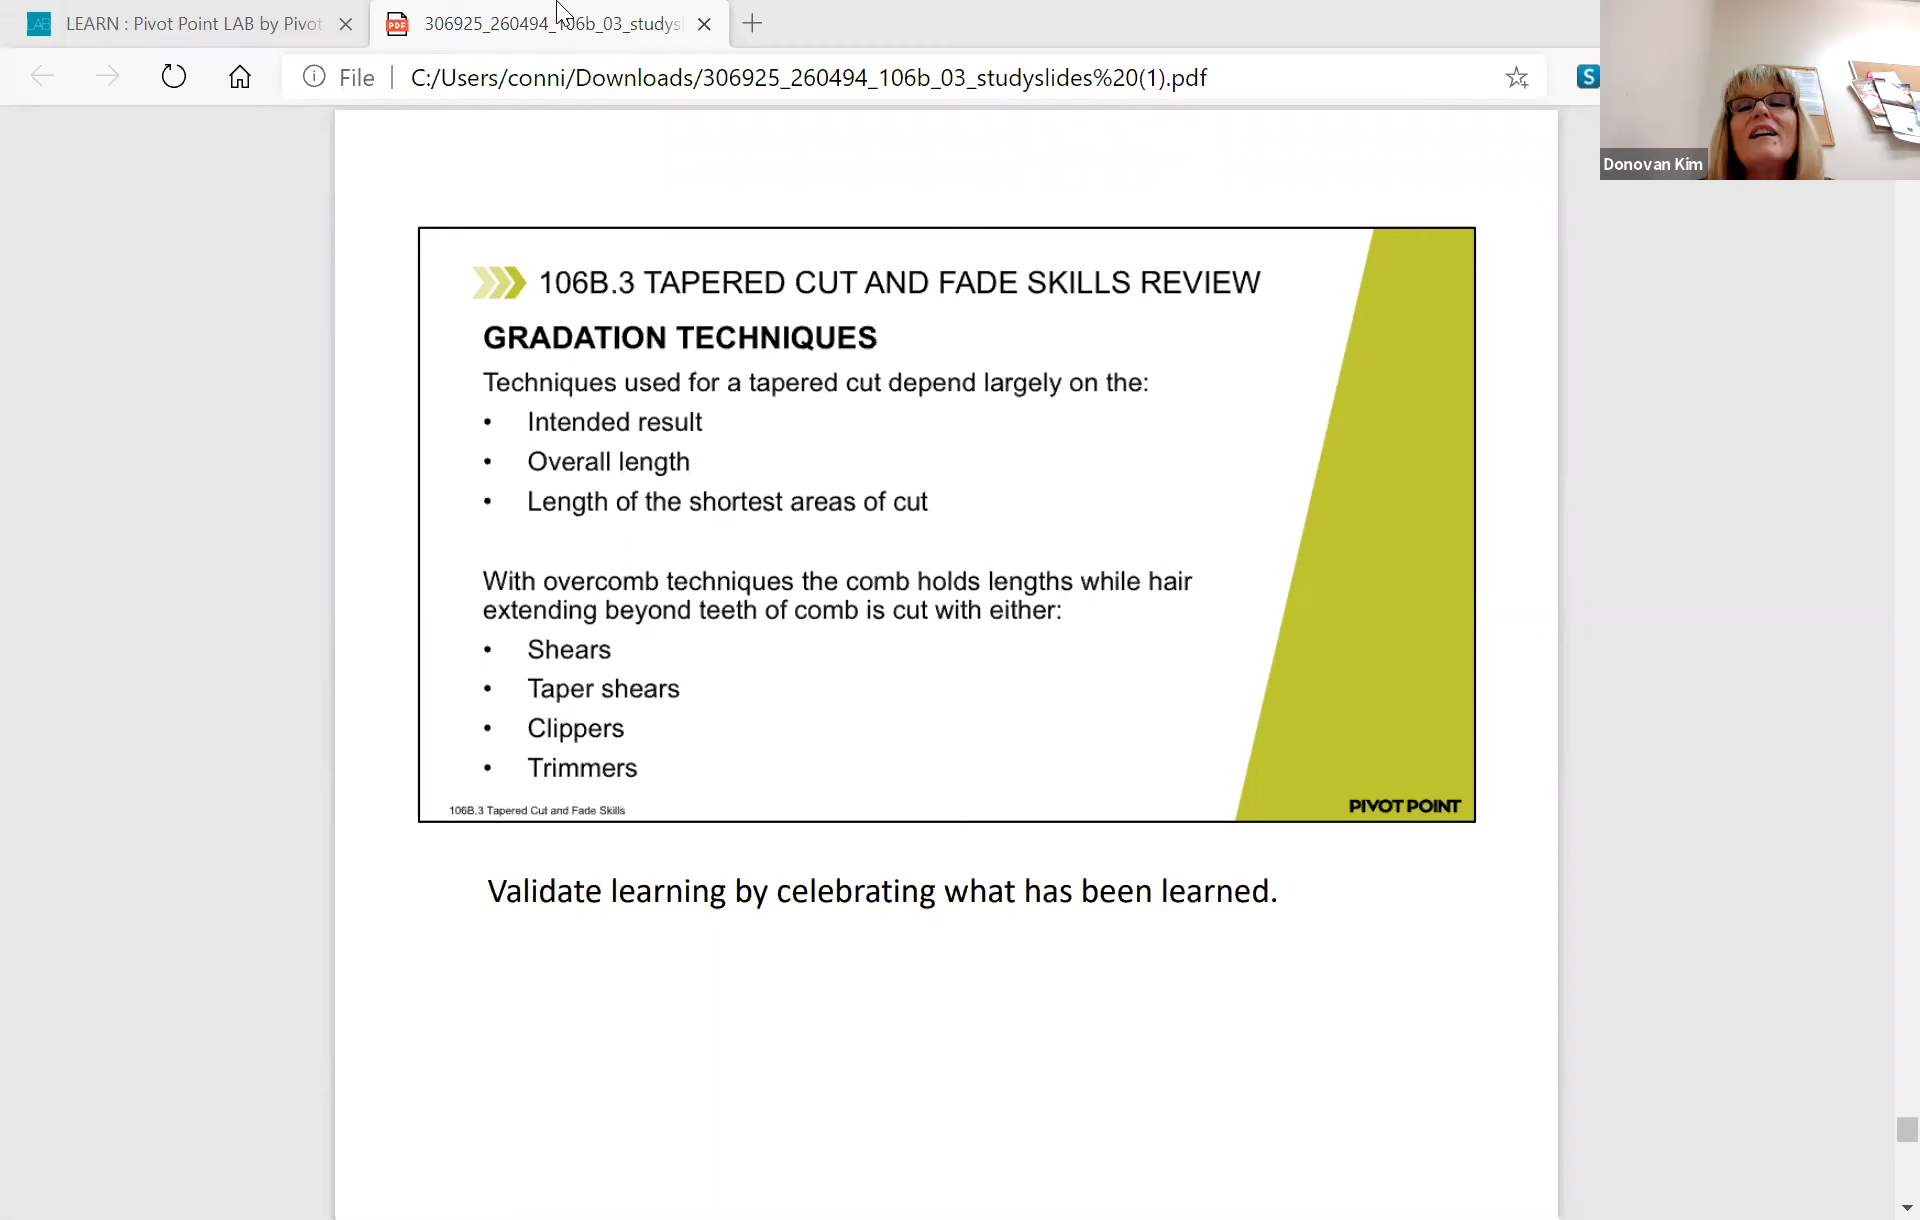 LEARN : Pivot Point LAB by Pivot
306925_260494_106b_03_studys
File
C:/Users/conni/Downloads/306925_260494_106b_03_studyslides%20(1).pdf
S
Donovan Kim
106B.3 TAPERED CUT AND FADE SKILLS REVIEW
GRADATION TECHNIQUES
Techniques used for a tapered cut depend largely on the:
• Intended result
• Overall length
• Length of the shortest areas of cut
With overcomb techniques the comb holds lengths while hair
extending beyond teeth of comb is cut with either:
• Shears
• Taper shears
• Clippers
• Trimmers
106B.3 Tapered Cut and Fade Skills
PIVOT POINT
Validate learning by celebrating what has been learned.